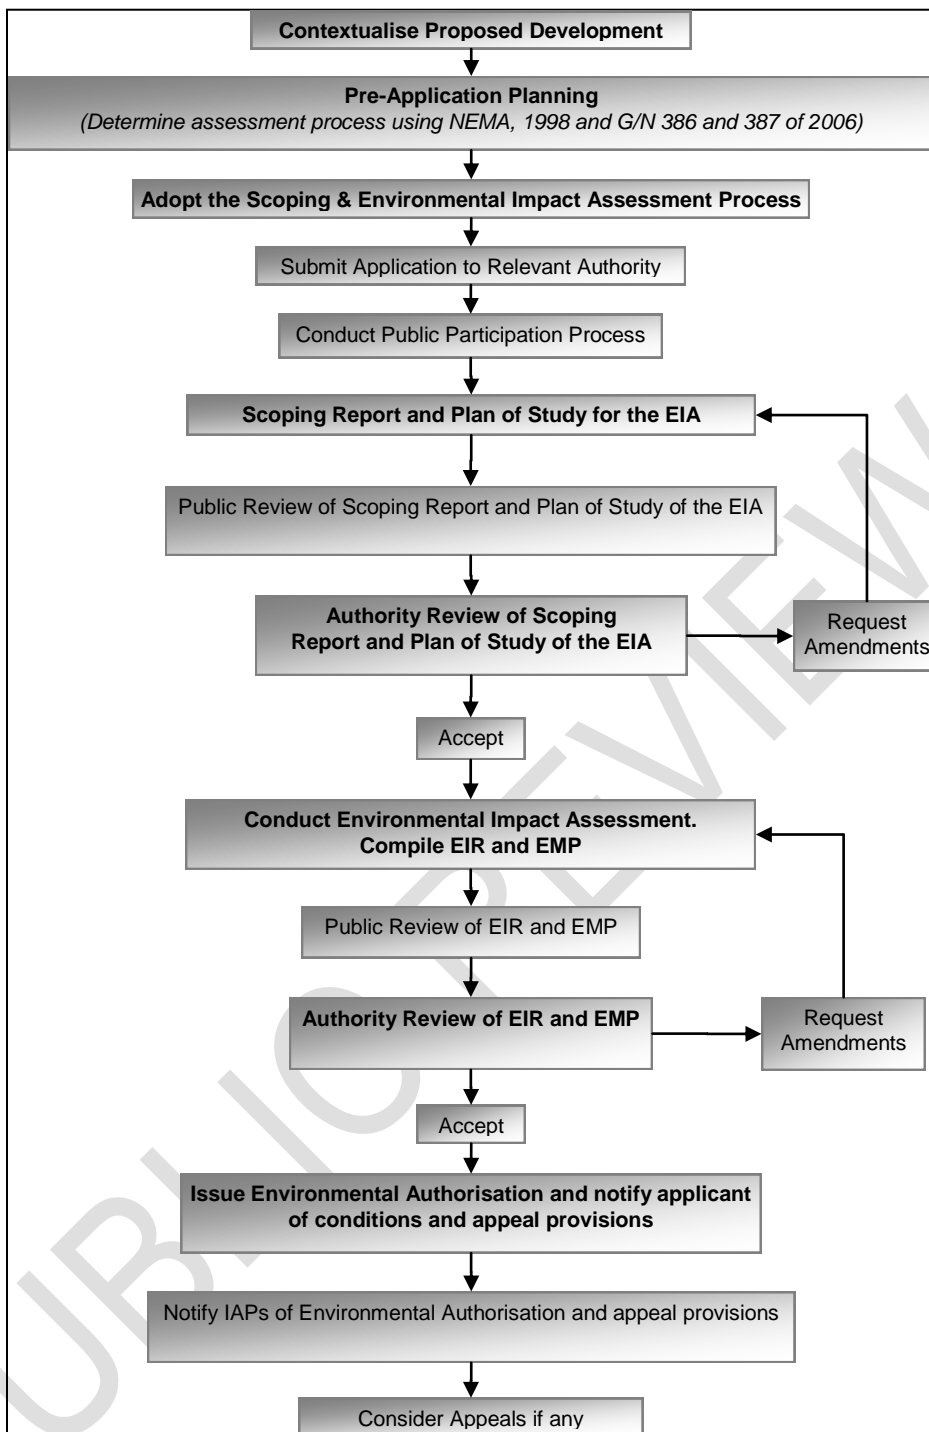 Contextualise Proposed Development
Pre-Application Planning
(Determine assessment process using NEMA, 1998 and G/N 386 and 387 of 2006)
Adopt the Scoping & Environmental Impact Assessment Process
Submit Application to Relevant Authority
Conduct Public Participation Process
Scoping Report and Plan of Study for the EIA
Public Review of Scoping Report and Plan of Study of the EIA
Authority Review of Scoping
Report and Plan of Study of the EIA
Request
Amendments
Accept
Conduct Environmental Impact Assessment.
Compile EIR and EMP
Public Review of EIR and EMP
Authority Review of EIR and EMP
Request
Amendments
Accept
Issue Environmental Authorisation and notify applicant
of conditions and appeal provisions
Notify IAPs of Environmental Authorisation and appeal provisions
Consider Appeals if any
UBLIC REVIEW